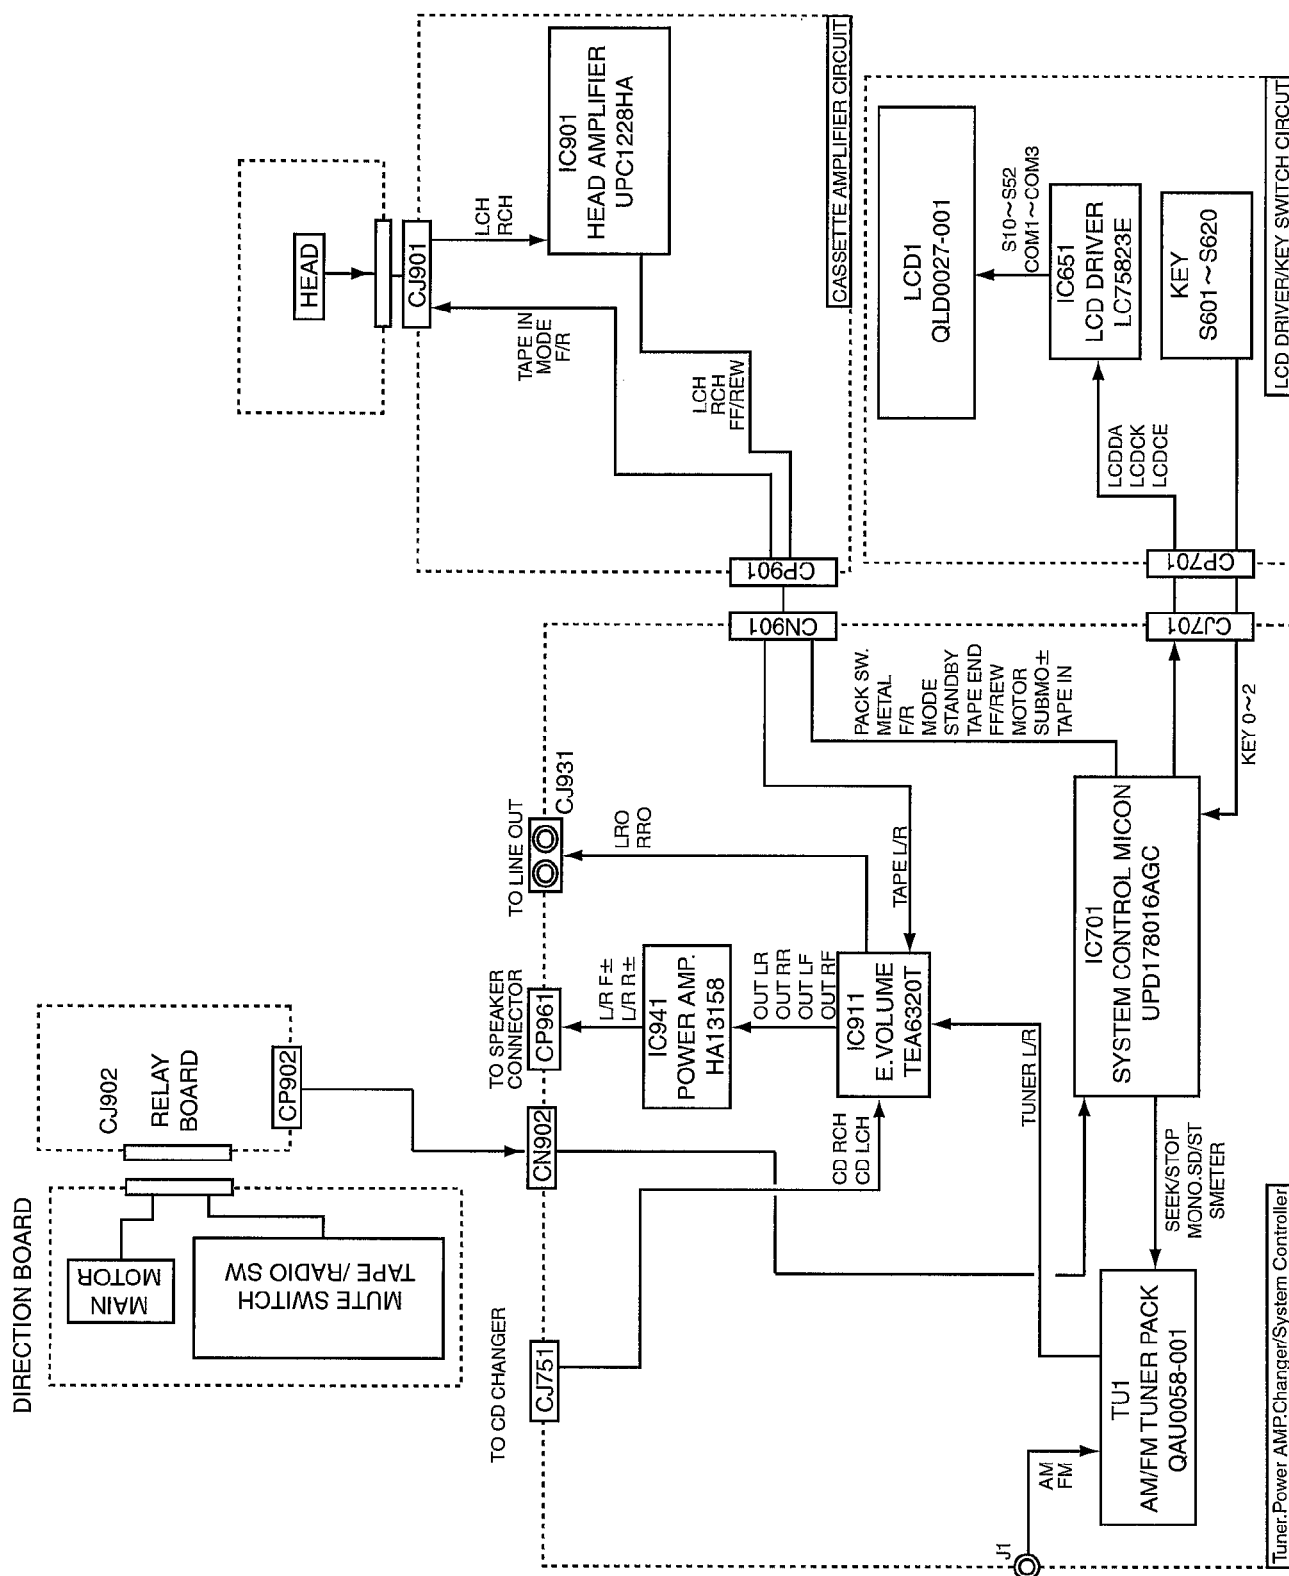 DIRECTION BOARD
MAIN
MOTOR
MUTE SWITCH
TAPE/RADIO SW
CJ902
RELAY
BOARD
CP902
HEAD
CJ901
LCH
RCH
IC901
HEAD AMPLIFIER
UPC1228HA
TAPE IN
MODE
F/R
LCH
RCH
FF/REW
CASSETTE AMPLIFIER CIRCUIT
CP901
CN901
TO CD CHANGER
CJ751
CN902
TO SPEAKER
CONNECTOR
CP961
TO LINE OUT
CJ931
L/R F±
L/R R±
LRO
RRO
IC941
POWER AMP.
HA13158
OUT LR
OUT RR
OUT LF
OUT RF
CD RCH
CD LCH
IC911
E.VOLUME
TEA6320T
TAPE L/R
TUNER L/R
PACK SW.
METAL
F/R
MODE
STANDBY
TAPE END
FF/REW
MOTOR
SUBMO±
TAPE IN
J1
AM
FM
TU1
AM/FM TUNER PACK
QAU0058-001
SEEK/STOP
MONO.SD/ST
SMETER
IC701
SYSTEM CONTROL MICON
UPD178016AGC
KEY 0~2
CJ701
CP701
LCDDA
LCDCK
LCDCE
LCD1
QLD0027-001
S10~S52
COM1~COM3
IC651
LCD DRIVER
LC75823E
KEY
S601~S620
LCD DRIVER/KEY SWITCH CIRCUT
Tuner.Power AMP.Changer/System Controller